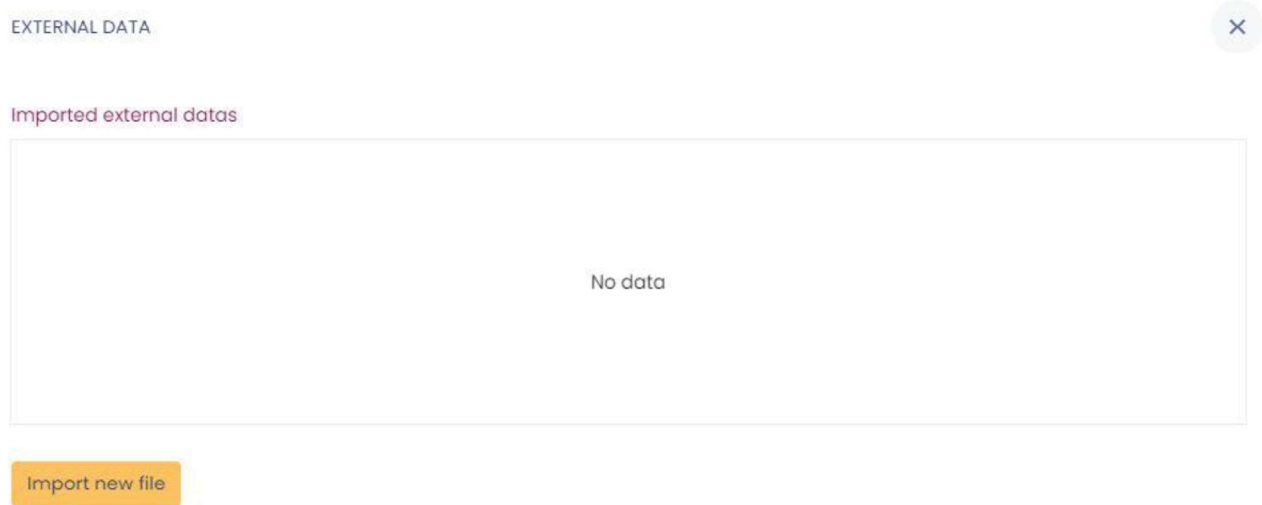 EXTERNAL DATA
Imported external datas
No data
Import new file